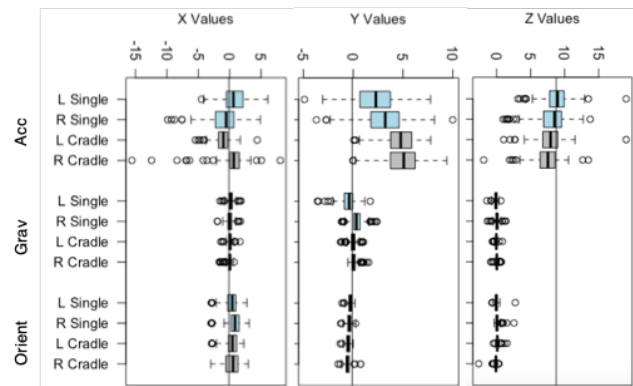 X Values Y Values Z Values
-15 -10 -5 0 5 -5 0 5 10 -5 0 5 10 15
Acc
L Single
R Single
L Cradle
R Cradle
Grav
L Single
R Single
L Cradle
R Cradle
Orient
L Single
R Single
L Cradle
R Cradle